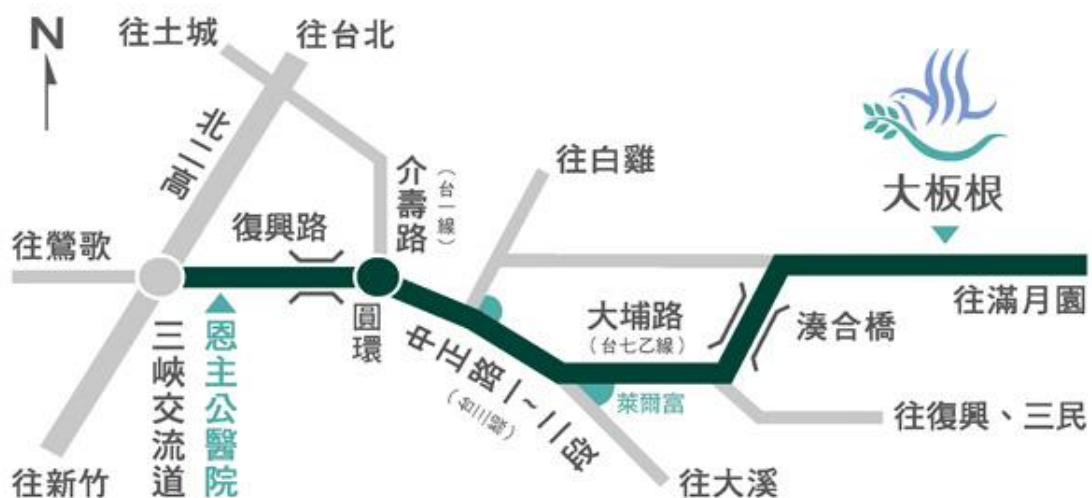 N
往土城
往台北
北二高
介壽路
（台一線）
往白雞
大板根
往鶯歌
復興路
圓環
往滿月園
三峽交流道
恩主公醫院
中正路一~二段
（台三線）
大埔路
（台七乙線）
湊合橋
萊爾富
往復興、三民
往新竹
往大溪